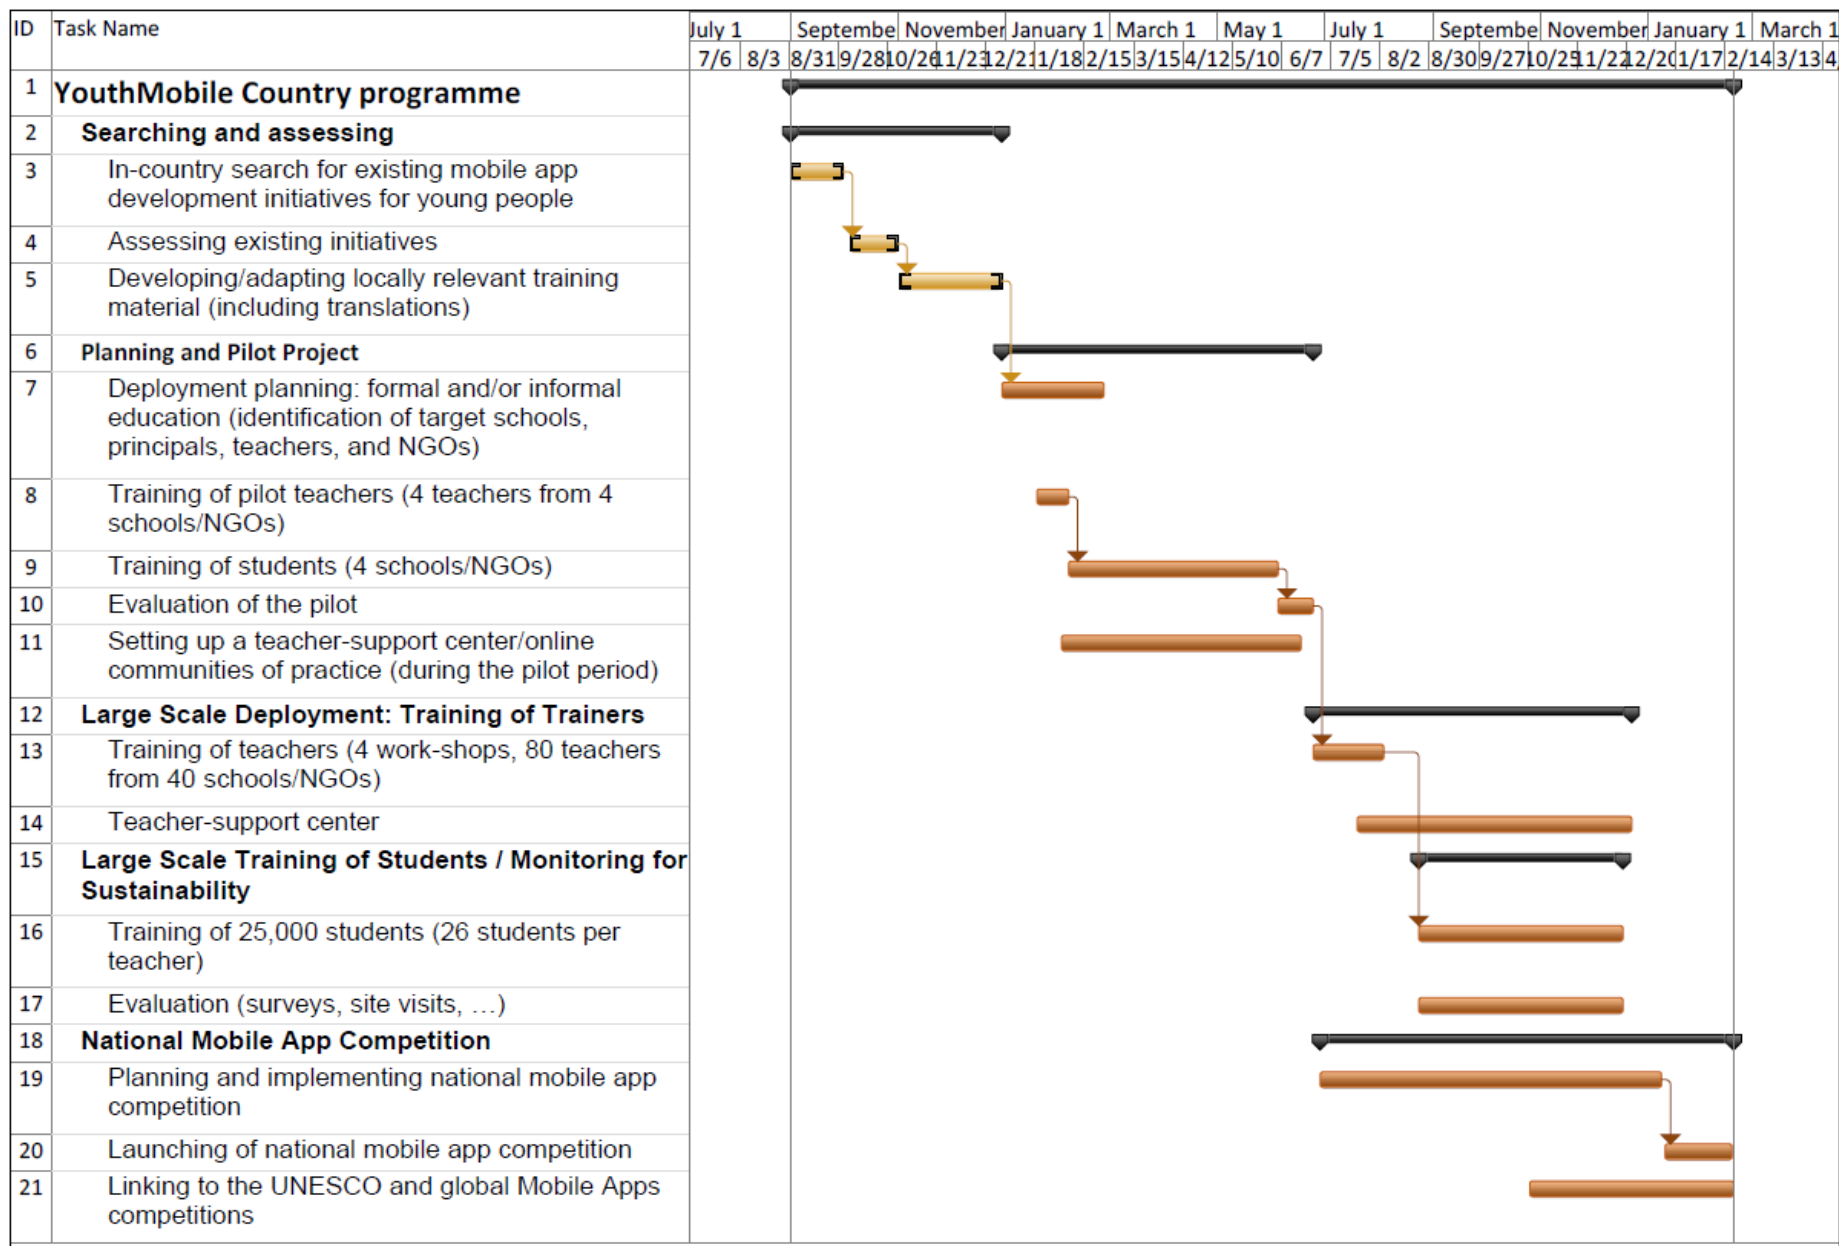 ID Task Name July 1 Septembe November January 1 March 1 May 1 July 1 Septembe November January 1 March 1
7/6 8/3 8/31 9/28 10/26 11/23 12/21 1/18 2/15 3/15 4/12 5/10 6/7 7/5 8/2 8/30 9/27 10/25 11/22 12/20 1/17 2/14 3/13 4/
1 YouthMobile Country programme
2 Searching and assessing
3 In-country search for existing mobile app
development initiatives for young people
4 Assessing existing initiatives
5 Developing/adapting locally relevant training
material (including translations)
6 Planning and Pilot Project
7 Deployment planning: formal and/or informal
education (identification of target schools,
principals, teachers, and NGOs)
8 Training of pilot teachers (4 teachers from 4
schools/NGOs)
9 Training of students (4 schools/NGOs)
10 Evaluation of the pilot
11 Setting up a teacher-support center/online
communities of practice (during the pilot period)
12 Large Scale Deployment: Training of Trainers
13 Training of teachers (4 work-shops, 80 teachers
from 40 schools/NGOs)
14 Teacher-support center
15 Large Scale Training of Students / Monitoring for
Sustainability
16 Training of 25,000 students (26 students per
teacher)
17 Evaluation (surveys, site visits, …)
18 National Mobile App Competition
19 Planning and implementing national mobile app
competition
20 Launching of national mobile app competition
21 Linking to the UNESCO and global Mobile Apps
competitions